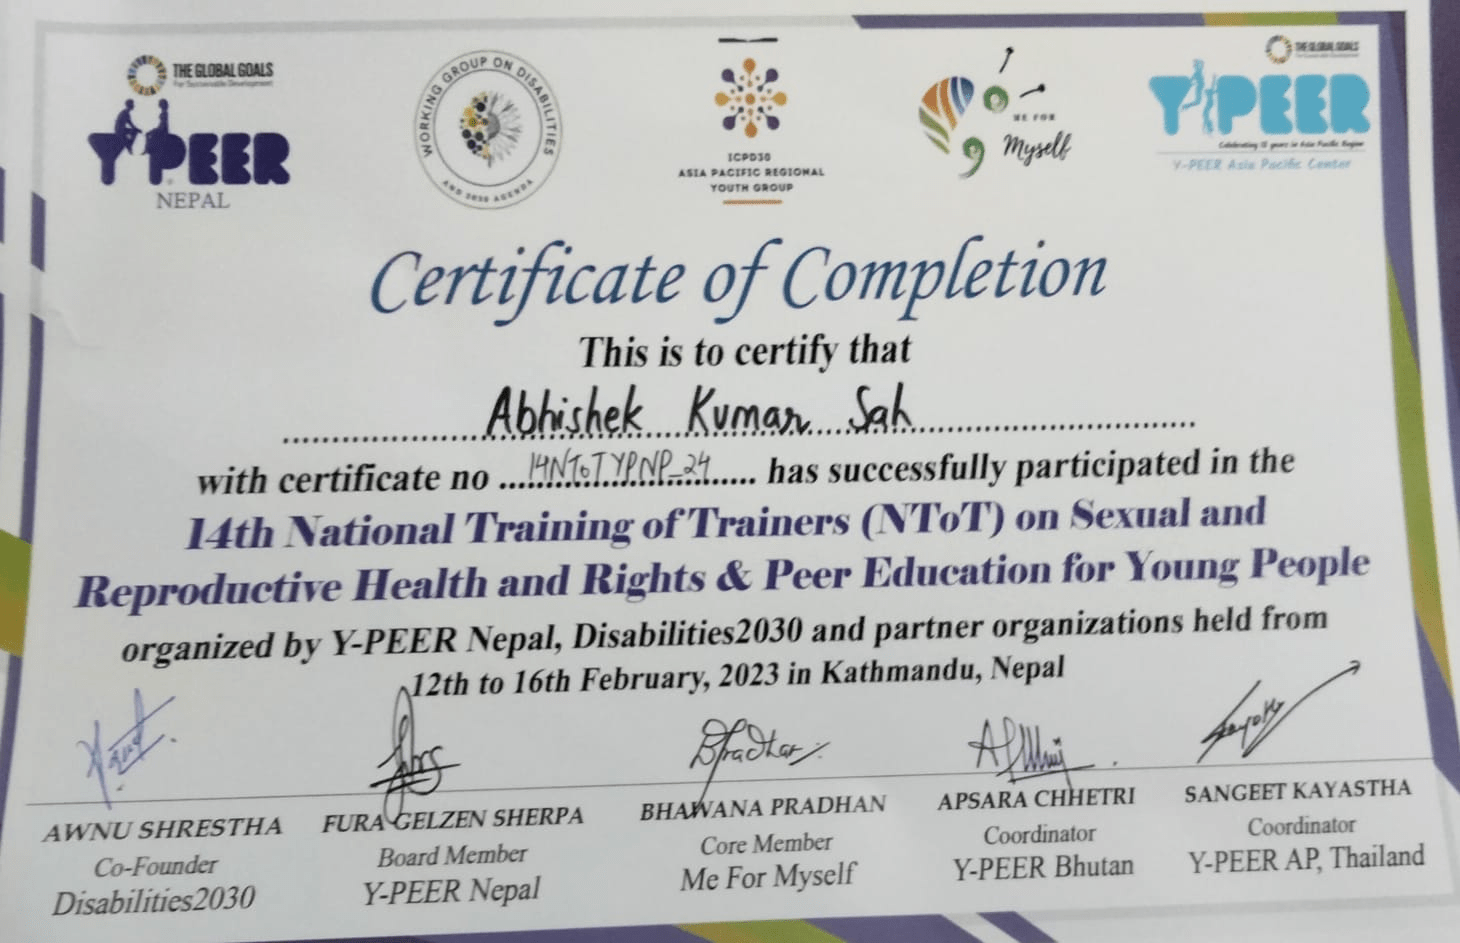 THE GLOBAL GOALS
For Sustainable Development
Y-PEER
NEPAL
WORKING GROUP ON DISABILITIES
AND 2030 AGENDA
ICPD30
ASIA PACIFIC REGIONAL
YOUTH GROUP
ME FOR
Myself
THE GLOBAL GOALS
For Sustainable Development
Y-PEER
Celebrating 15 years in Asia Pacific Region
Y-PEER Asia Pacific Center
Certificate of Completion
This is to certify that
Abhishek Kumar Sah
with certificate no 14NToTYPNP_24 has successfully participated in the
14th National Training of Trainers (NToT) on Sexual and
Reproductive Health and Rights & Peer Education for Young People
organized by Y-PEER Nepal, Disabilities2030 and partner organizations held from
12th to 16th February, 2023 in Kathmandu, Nepal
AWNU SHRESTHA
Co-Founder
Disabilities2030
FURA GELZEN SHERPA
Board Member
Y-PEER Nepal
BHAWANA PRADHAN
Core Member
Me For Myself
APSARA CHHETRI
Coordinator
Y-PEER Bhutan
SANGEET KAYASTHA
Coordinator
Y-PEER AP, Thailand